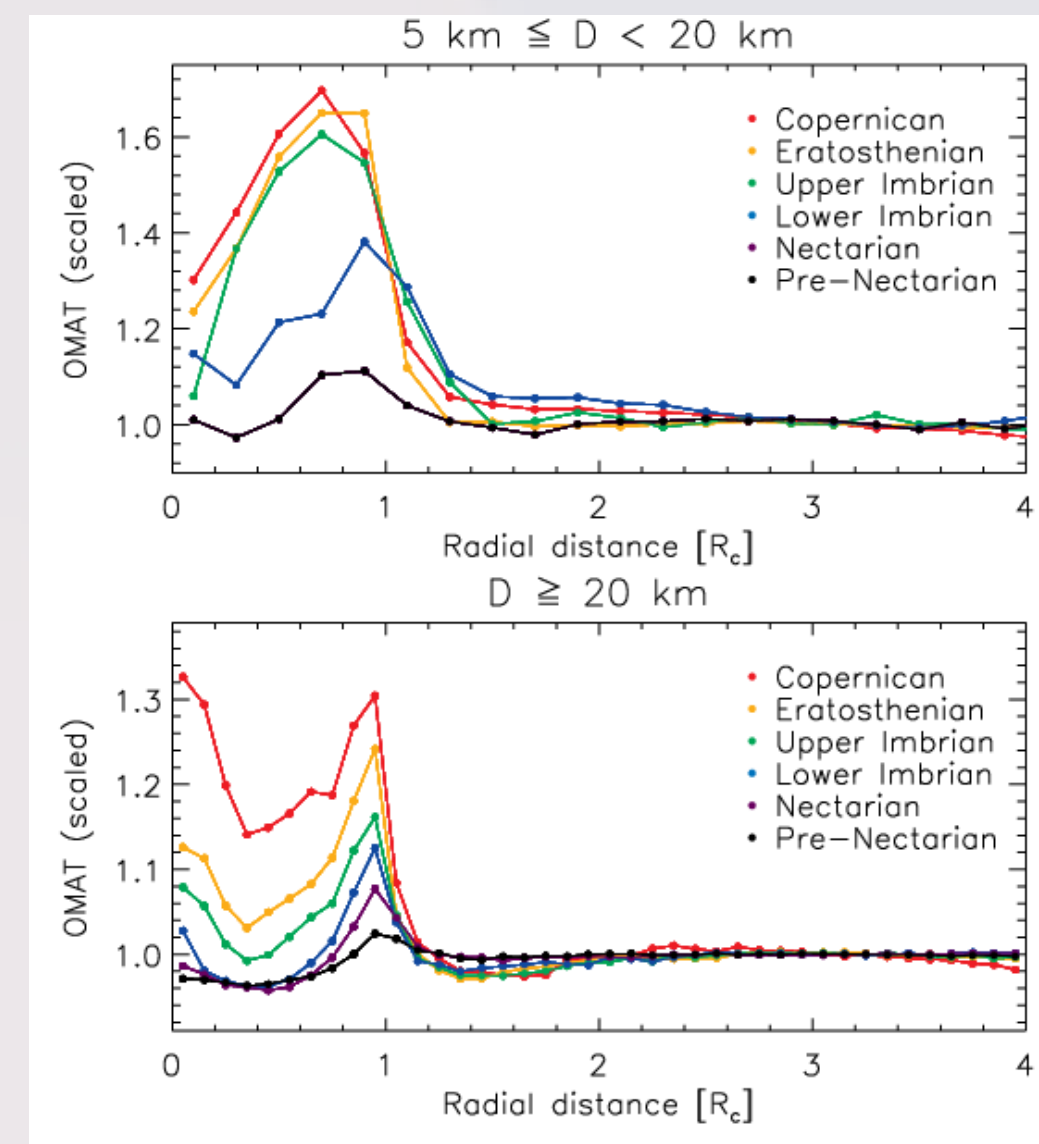 5 km ≦ D < 20 km
1.6
1.4
1.2
1.0
OMAT (scaled)
Copernican
Eratosthenian
Upper Imbrian
Lower Imbrian
Nectarian
Pre-Nectarian
0 1 2 3 4
Radial distance [Rc]
D ≧ 20 km
1.3
1.2
1.1
1.0
OMAT (scaled)
Copernican
Eratosthenian
Upper Imbrian
Lower Imbrian
Nectarian
Pre-Nectarian
0 1 2 3 4
Radial distance [Rc]